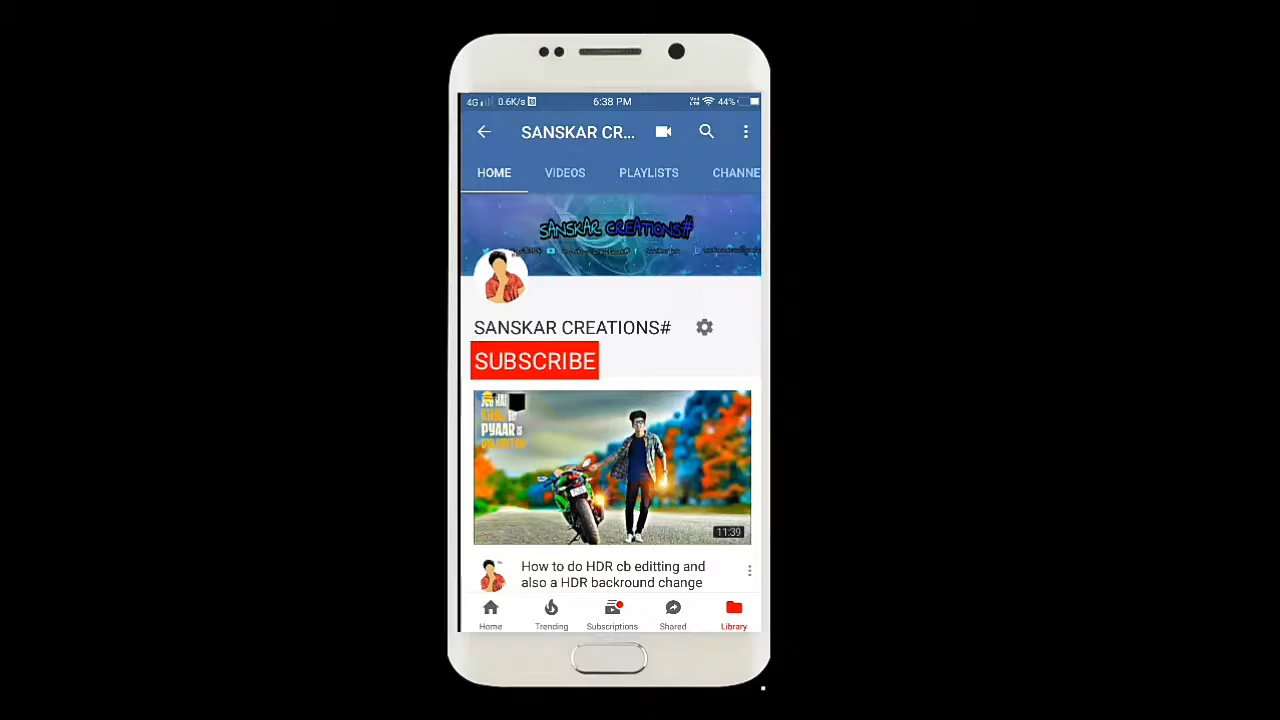 4G 0.6K/s 6:38 PM 44%
SANSKAR CR...
HOME VIDEOS PLAYLISTS CHANNE
SANSKAR CREATIONS#
SANSKAR CREATIONS#
SUBSCRIBE
PYAAR IS
11:39
How to do HDR cb editting and
also a HDR backround change
Home Trending Subscriptions Shared Library